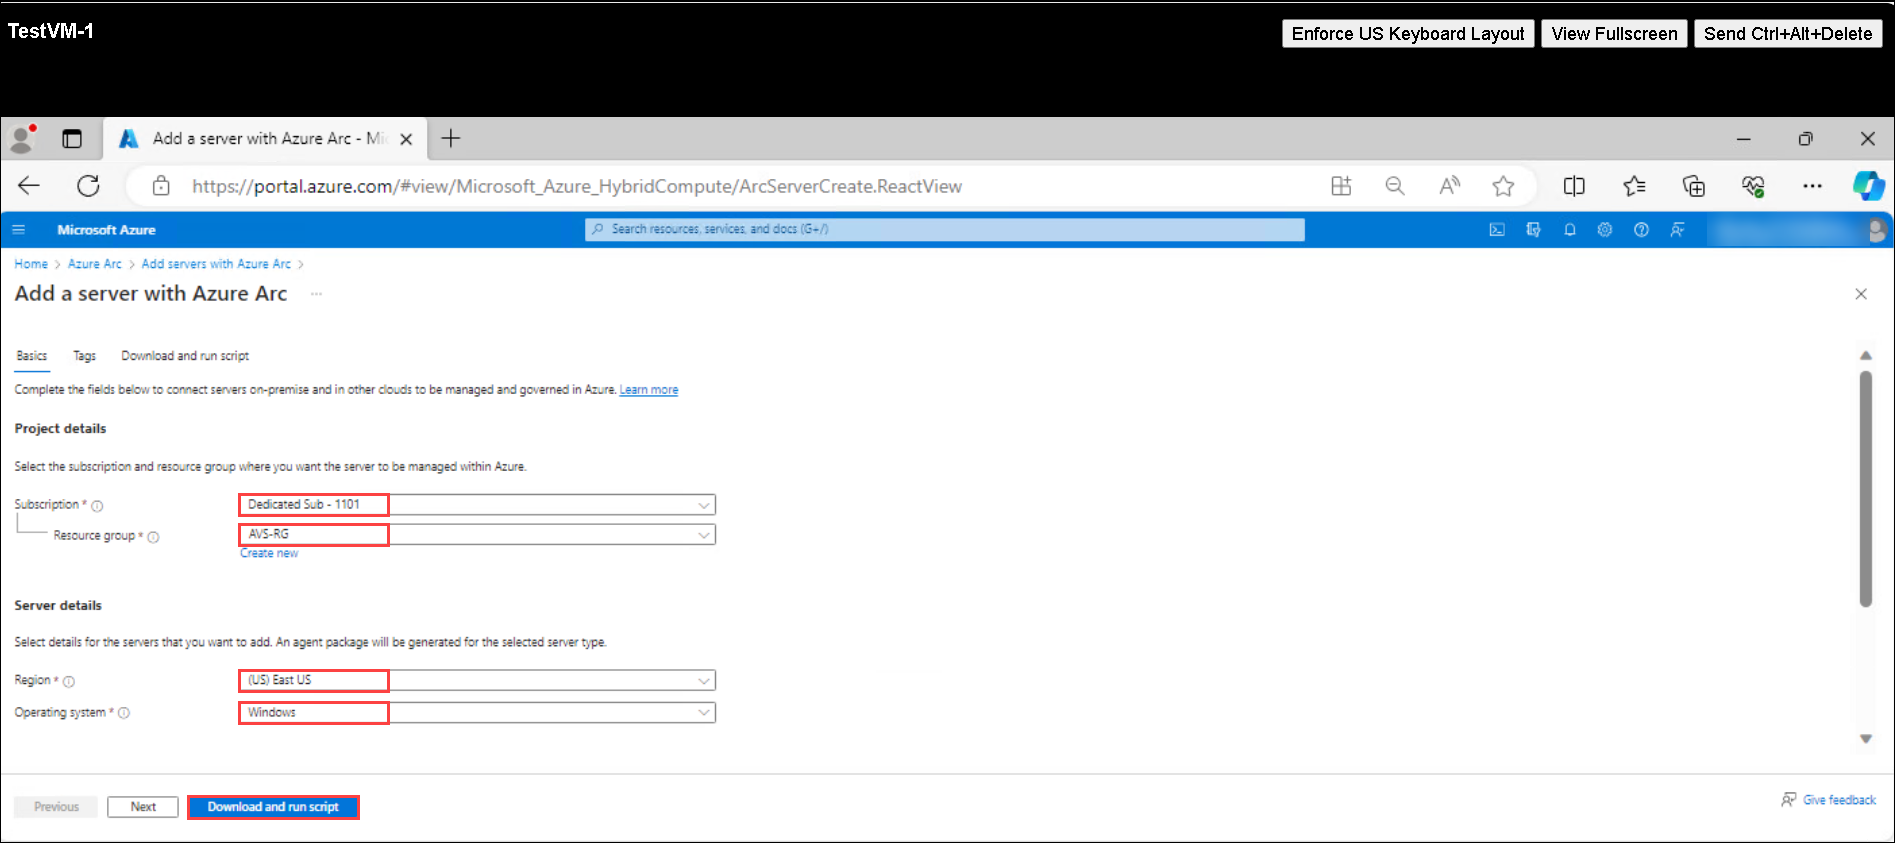 TestVM-1
Enforce US Keyboard Layout View Fullscreen Send Ctrl+Alt+Delete
Add a server with Azure Arc - Mi
https://portal.azure.com/#view/Microsoft_Azure_HybridCompute/ArcServerCreate.ReactView
Microsoft Azure
Search resources, services, and docs (G+/)
Home > Azure Arc > Add servers with Azure Arc >
Add a server with Azure Arc ...
Basics Tags Download and run script
Complete the fields below to connect servers on-premise and in other clouds to be managed and governed in Azure. Learn more
Project details
Select the subscription and resource group where you want the server to be managed within Azure.
Subscription * Dedicated Sub - 1101
Resource group * AVS-RG
Create new
Server details
Select details for the servers that you want to add. An agent package will be generated for the selected server type.
Region * (US) East US
Operating system * Windows
Previous Next Download and run script
Give feedback